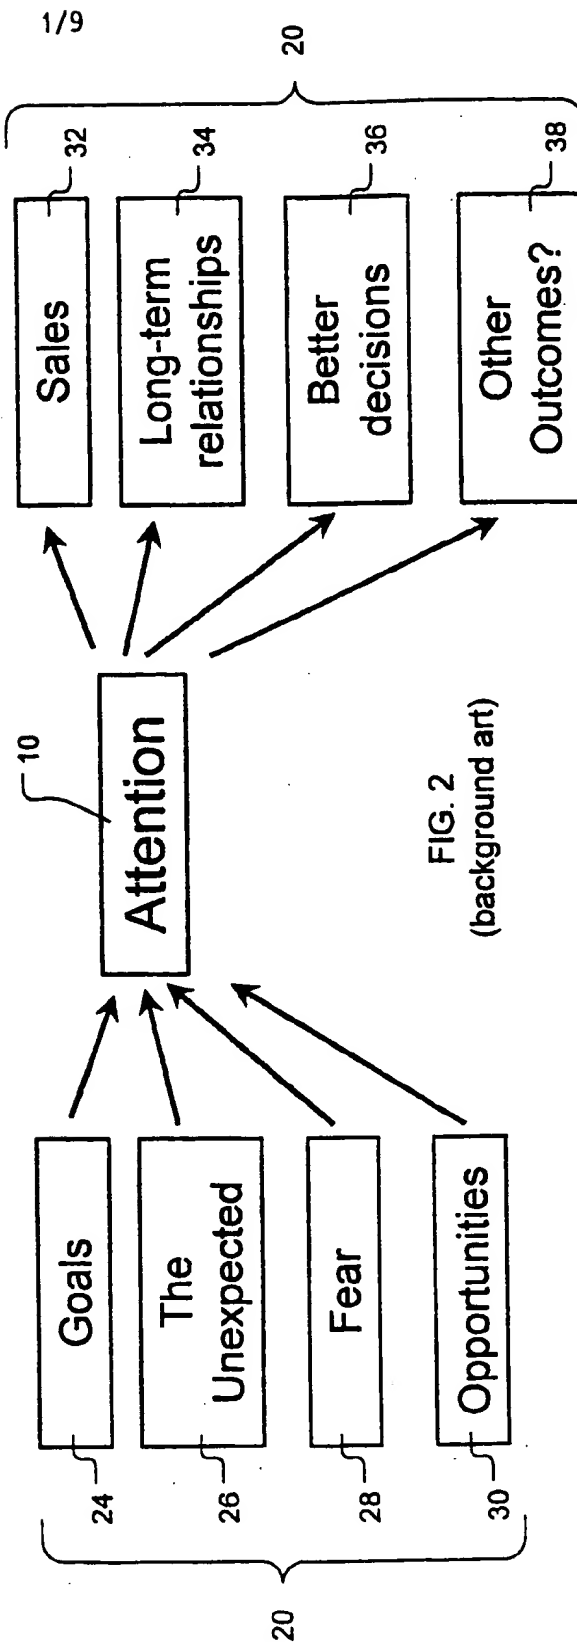 1/9
20
24
Goals
26
The
Unexpected
28
Fear
30
Opportunities
10
Attention
32
Sales
34
Long-term
relationships
36
Better
decisions
38
Other
Outcomes?
20
FIG. 2
(background art)